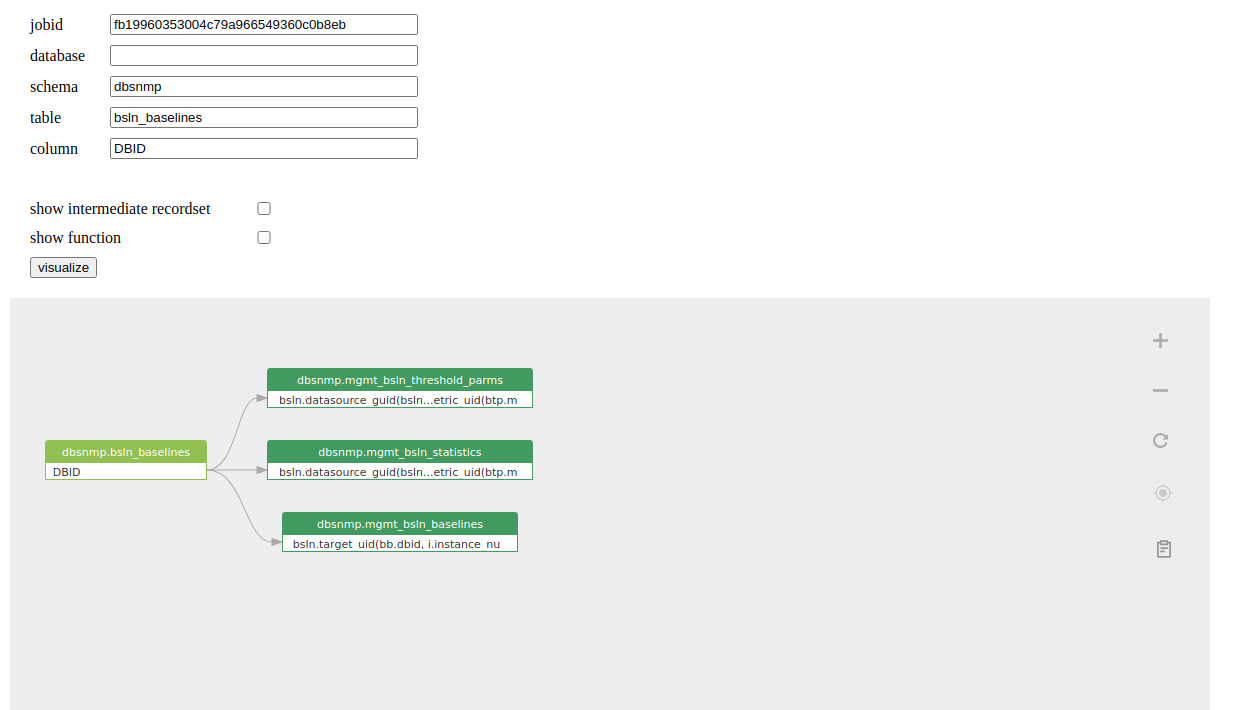 jobid fb19960353004c79a966549360c0b8eb
database
schema dbsnmp
table bsln_baselines
column DBID
show intermediate recordset
show function
visualize
dbsnmp.mgmt_bsln_threshold_parms
bsln.datasource_guid(bsln...etric_uid(btp.m
dbsnmp.bsln_baselines
DBID
dbsnmp.mgmt_bsln_statistics
bsln.datasource_guid(bsln...etric_uid(btp.m
dbsnmp.mgmt_bsln_baselines
bsln.target_uid(bb.dbid, i.instance_nu